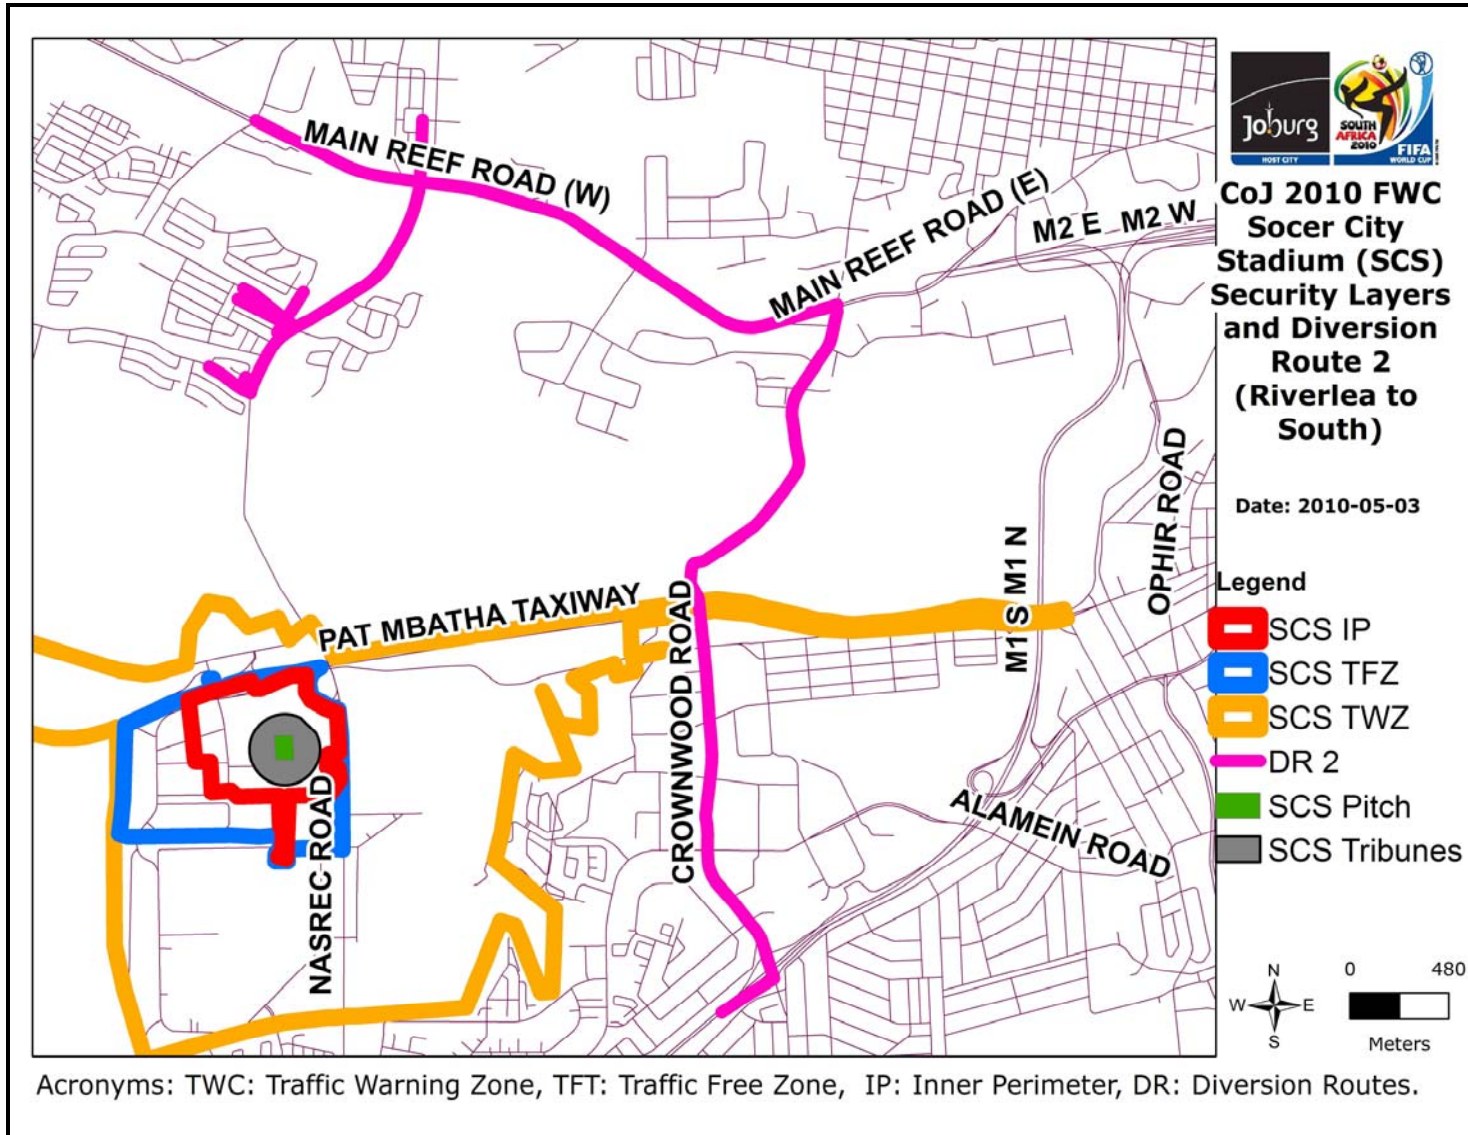 MAIN REEF ROAD (W)
MAIN REEF ROAD (E)
M2 E M2 W
OPHIR ROAD
M1 S M1 N
PAT MBATHA TAXIWAY
CROWNWOOD ROAD
NASREC ROAD
ALAMEIN ROAD
Joburg
HOST CITY
SOUTH
AFRICA
2010
FIFA
WORLD CUP
CoJ 2010 FWC
Socer City
Stadium (SCS)
Security Layers
and Diversion
Route 2
(Riverlea to
South)
Date: 2010-05-03
Legend
SCS IP
SCS TFZ
SCS TWZ
DR 2
SCS Pitch
SCS Tribunes
N
W E
S
0 480
Meters
Acronyms: TWC: Traffic Warning Zone, TFT: Traffic Free Zone, IP: Inner Perimeter, DR: Diversion Routes.